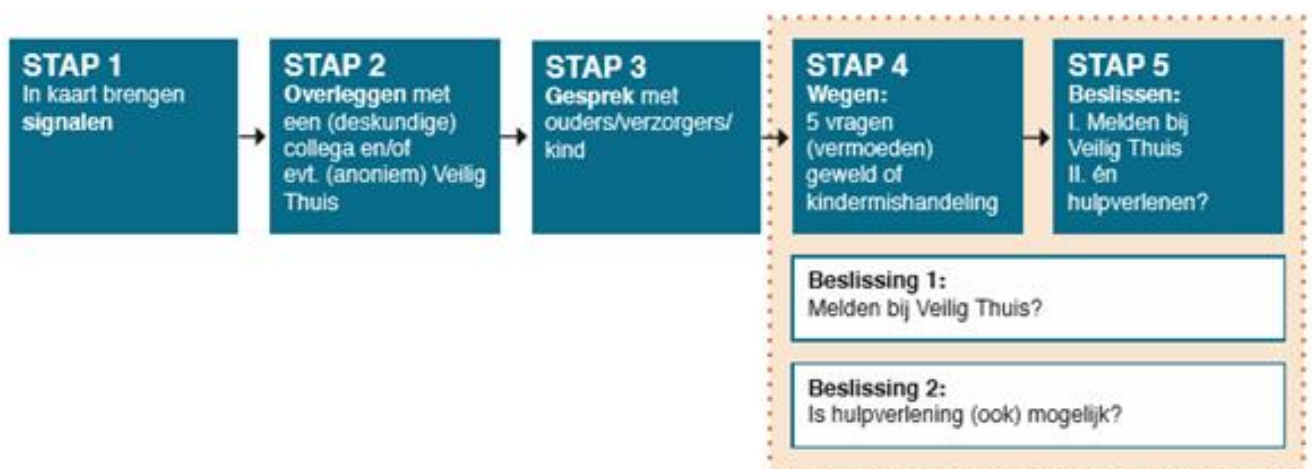 STAP 1
In kaart brengen
signalen
STAP 2
Overleggen met
een (deskundige)
collega en/of
evt. (anoniem) Veilig
Thuis
STAP 3
Gesprek met
ouders/verzorgers/
kind
STAP 4
Wegen:
5 vragen
(vermoeden)
geweld of
kindermishandeling
STAP 5
Beslissen:
I. Melden bij
Veilig Thuis
II. én
hulpverlenen?
Beslissing 1:
Melden bij Veilig Thuis?
Beslissing 2:
Is hulpverlening (ook) mogelijk?